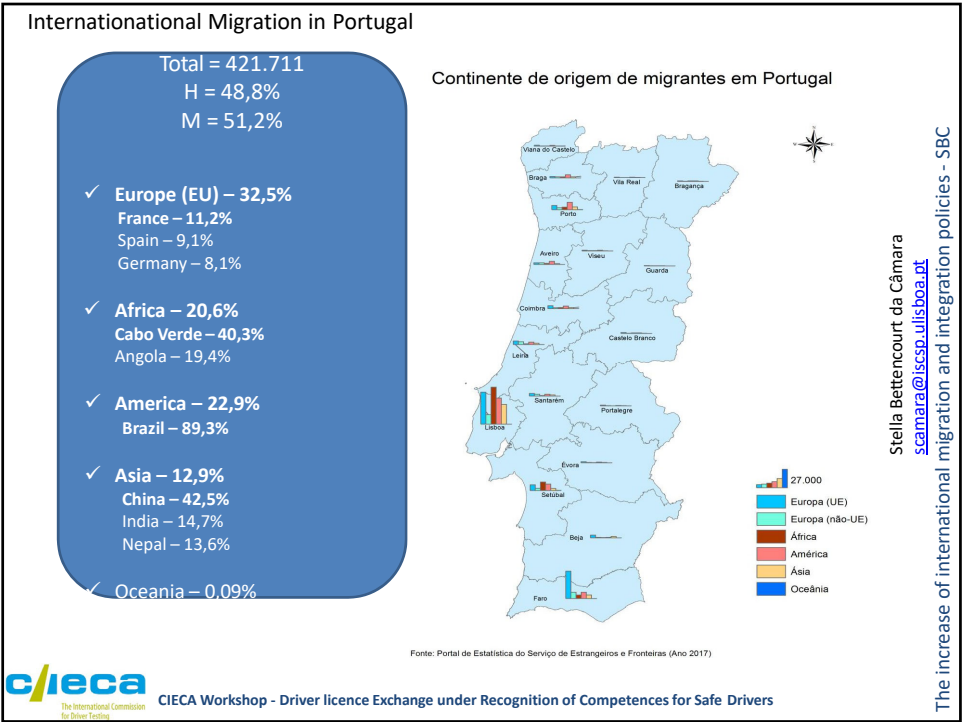 Internationational Migration in Portugal
Total = 421.711
H = 48,8%
M = 51,2%
✓ Europe (EU) – 32,5%
France – 11,2%
Spain – 9,1%
Germany – 8,1%
✓ Africa – 20,6%
Cabo Verde – 40,3%
Angola – 19,4%
✓ America – 22,9%
Brazil – 89,3%
✓ Asia – 12,9%
China – 42,5%
India – 14,7%
Nepal – 13,6%
✓ Oceania – 0,09%
Continente de origem de migrantes em Portugal
N
W E
S
Viana do Castelo
Braga
Vila Real
Bragança
Porto
Aveiro
Viseu
Guarda
Coimbra
Castelo Branco
Leiria
Santarém
Lisboa
Portalegre
Évora
Setúbal
Beja
Faro
27.000
Europa (UE)
Europa (não-UE)
África
América
Ásia
Oceânia
Fonte: Portal de Estatística do Serviço de Estrangeiros e Fronteiras (Ano 2017)
Stella Bettencourt da Câmara
scamara@iscsp.ulisboa.pt
The increase of international migration and integration policies - SBC
cieca
The International Commission
for Driver Testing
CIECA Workshop - Driver licence Exchange under Recognition of Competences for Safe Drivers